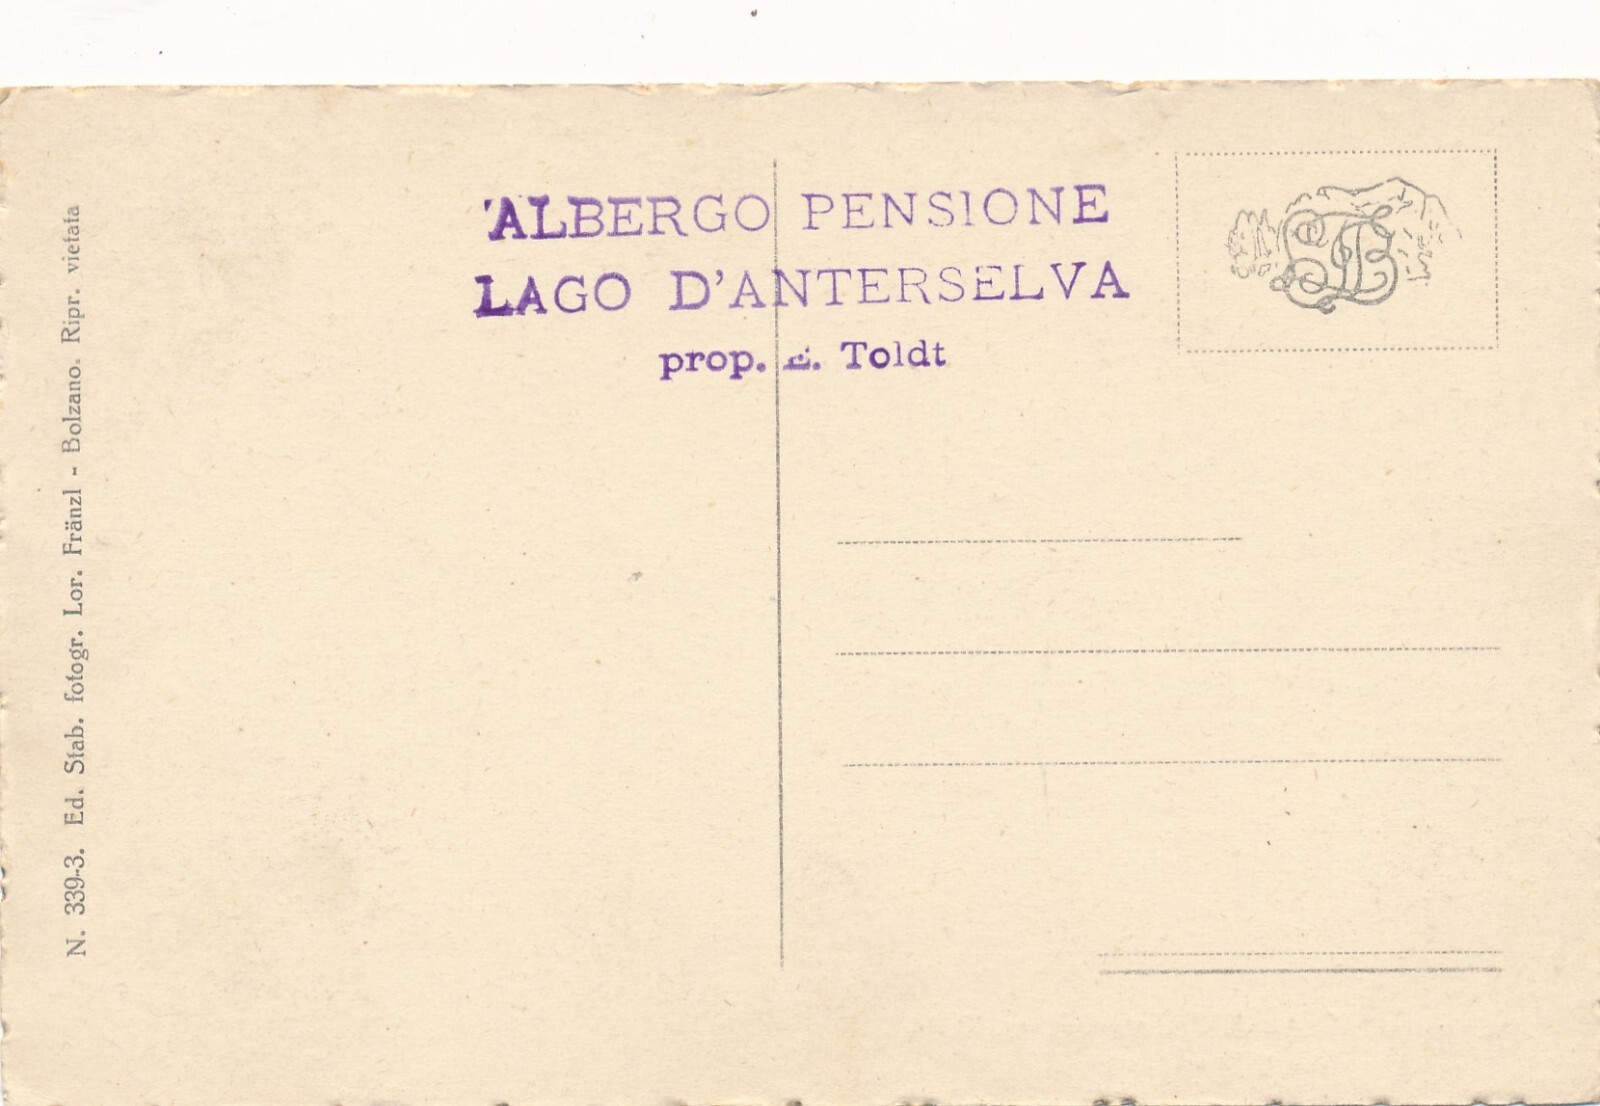 ALBERGO PENSIONE
LAGO D'ANTERSELVA
prop. E. Toldt
N. 339-3. Ed. Stab. fotogr. Lor. Fränzl - Bolzano. Ripr. vietata